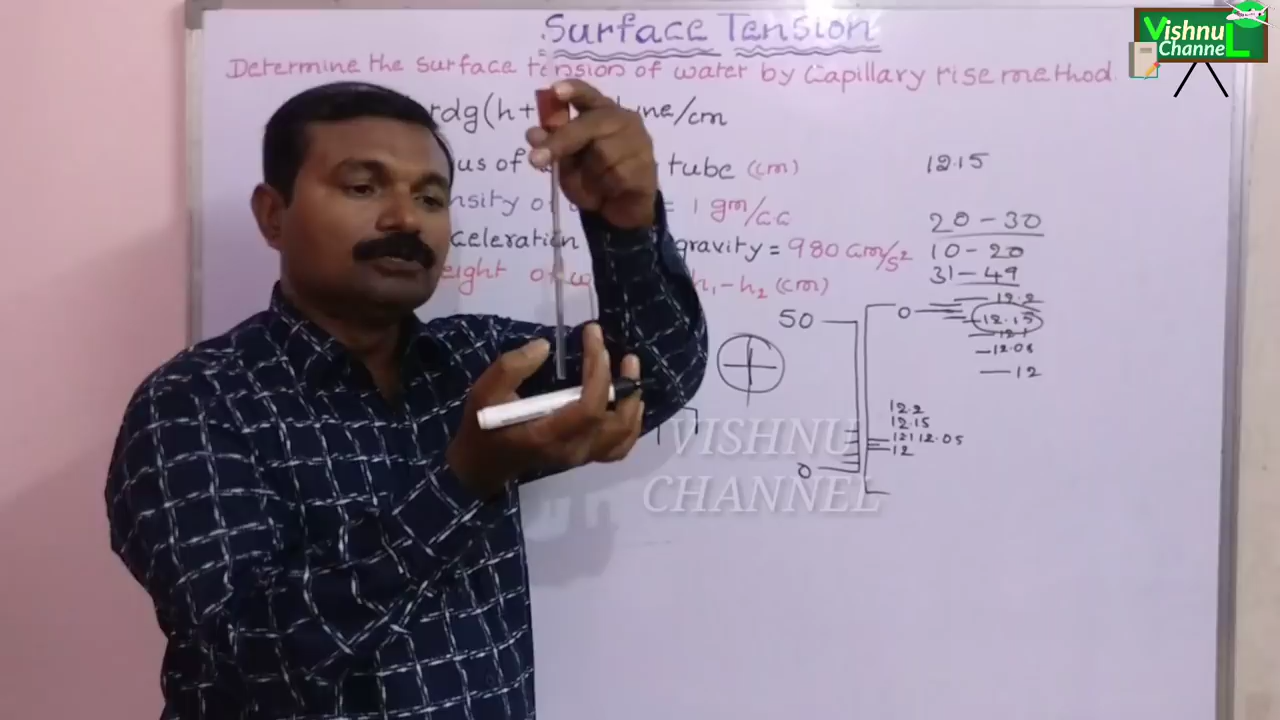 Surface Tension
Determine the surface tension of water by Capillary rise method.
rdg(h+ dyne/cm
us of tube (cm)
nsity of = 1 gm/cc
celeration gravity = 980 cm/s²
eight of h₁-h₂ (cm)
12.15
20-30
10-20
31-49
50
0
0
12.2
12.15
12.1
12.05
12
12.2
12.15
12.1 12.05
12
Vishnu
ChanneL
VISHNU
CHANNEL